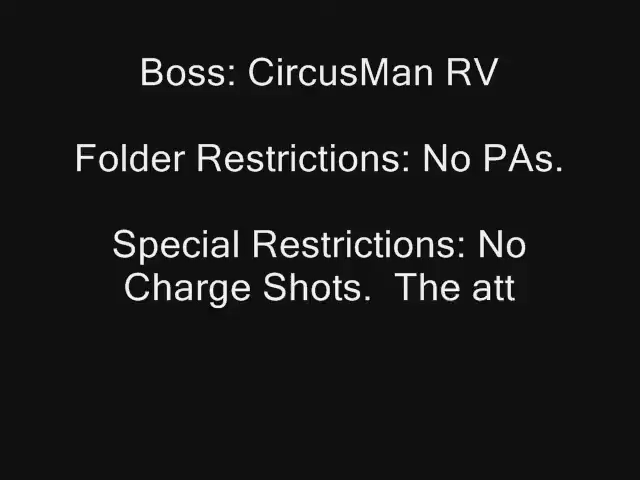 Boss: CircusMan RV
Folder Restrictions: No PAs.
Special Restrictions: No
Charge Shots.  The att